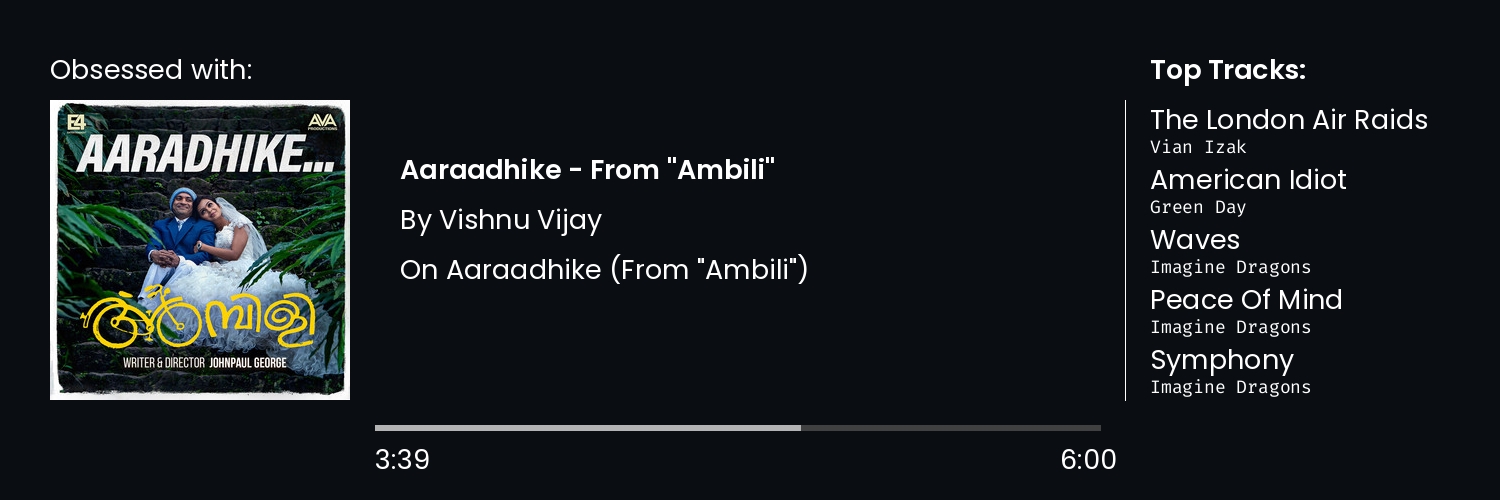 Obsessed with:
E4
AVA
PRODUCTIONS
AARADHIKE...
അമ്പിളി
WRITER & DIRECTOR JOHNPAUL GEORGE
Aaraadhike - From "Ambili"
By Vishnu Vijay
On Aaraadhike (From "Ambili")
3:39
6:00
Top Tracks:
The London Air Raids
Vian Izak
American Idiot
Green Day
Waves
Imagine Dragons
Peace Of Mind
Imagine Dragons
Symphony
Imagine Dragons